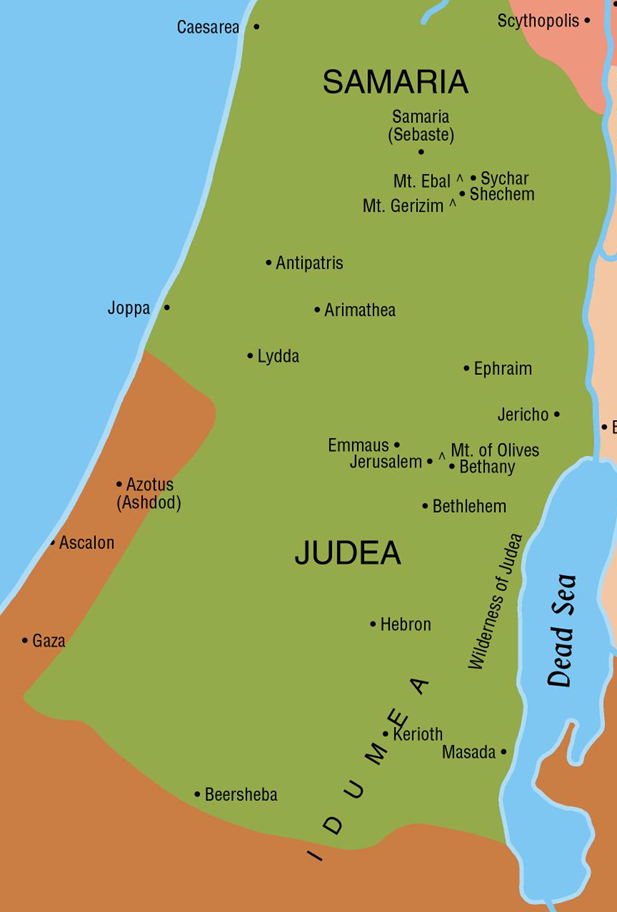 Caesarea
Scythopolis
SAMARIA
Samaria
(Sebaste)
Mt. Ebal ^
Sychar
Shechem
Mt. Gerizim ^
Antipatris
Joppa
Arimathea
Lydda
Ephraim
Jericho
Emmaus
^ Mt. of Olives
Jerusalem
Bethany
Azotus
(Ashdod)
Bethlehem
Ascalon
JUDEA
Wilderness of Judea
Dead Sea
Hebron
Gaza
IDUMEA
Kerioth
Masada
Beersheba